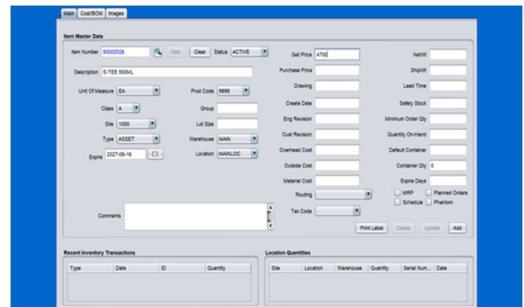 Main Cost/BOM Images
Item Master Data
Item Number 50000026 New Clear Status ACTIVE Sell Price 4700 NetWt
Description S-TEE 500ML Purchase Price ShipWt
Unit Of Measure EA Prod Code 9999 Drawing Lead Time
Class A Group Create Date Safety Stock
Site 1000 Lot Size Eng Revision Minimum Order Qty
Type ASSET Warehouse MAIN Cust Revision Quantity On-Hand
Expire 2027-06-16 Location MAINLOC Overhead Cost Default Container
Outside Cost Container Qty 0
Material Cost Expire Days
Routing MRP Planned Orders
Schedule Phantom
Comments Tax Code
Print Label Delete Update Add
Recent Inventory Transactions Location Quantities
Type Date ID Quantity Site Location Warehouse Quantity Serial Num... Date